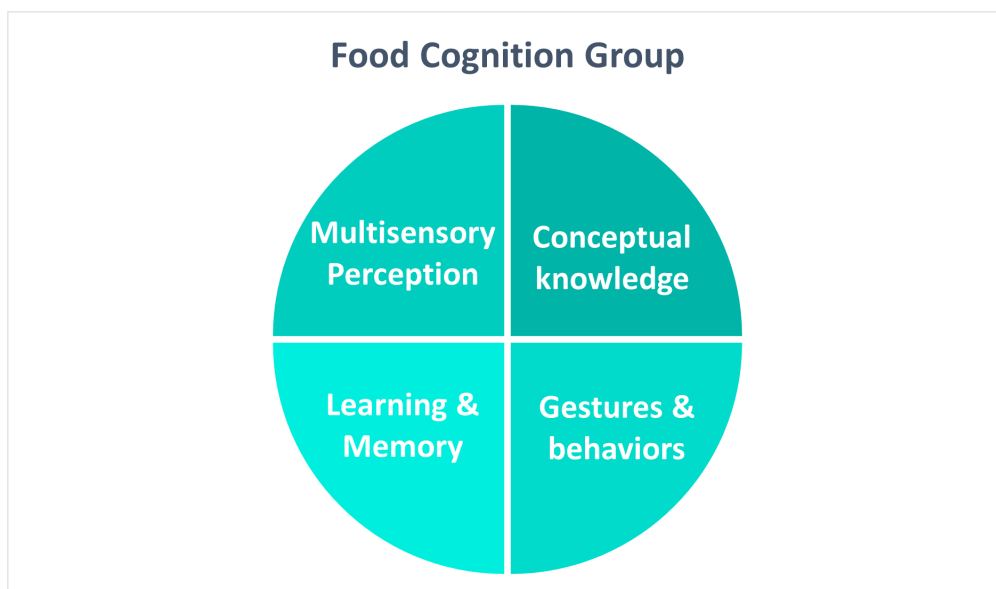 Food Cognition Group
Multisensory
Perception
Conceptual
knowledge
Learning &
Memory
Gestures &
behaviors